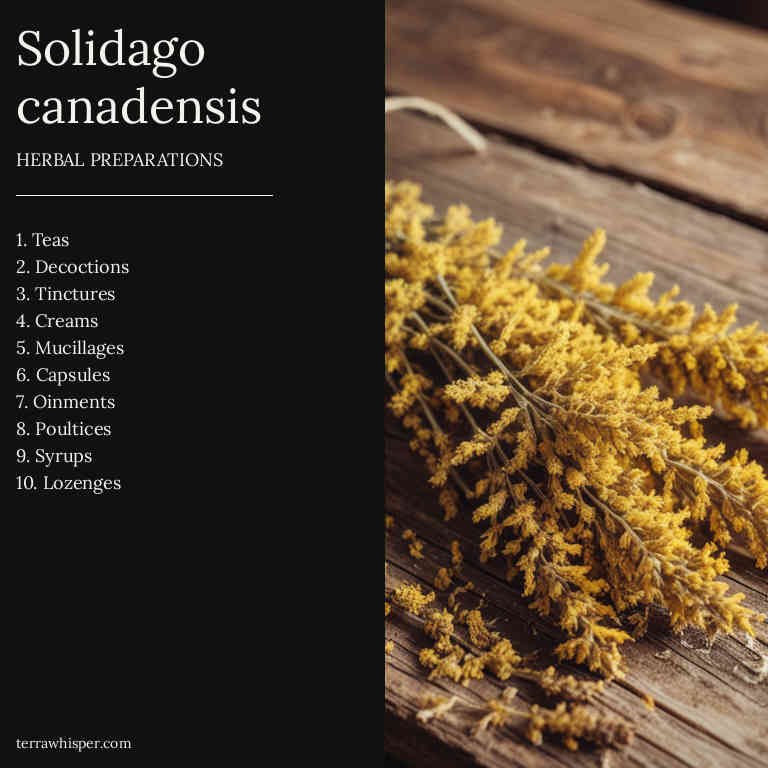 Solidago
canadensis
HERBAL PREPARATIONS
1. Teas
2. Decoctions
3. Tinctures
4. Creams
5. Mucillages
6. Capsules
7. Oinments
8. Poultices
9. Syrups
10. Lozenges
terrawhisper.com